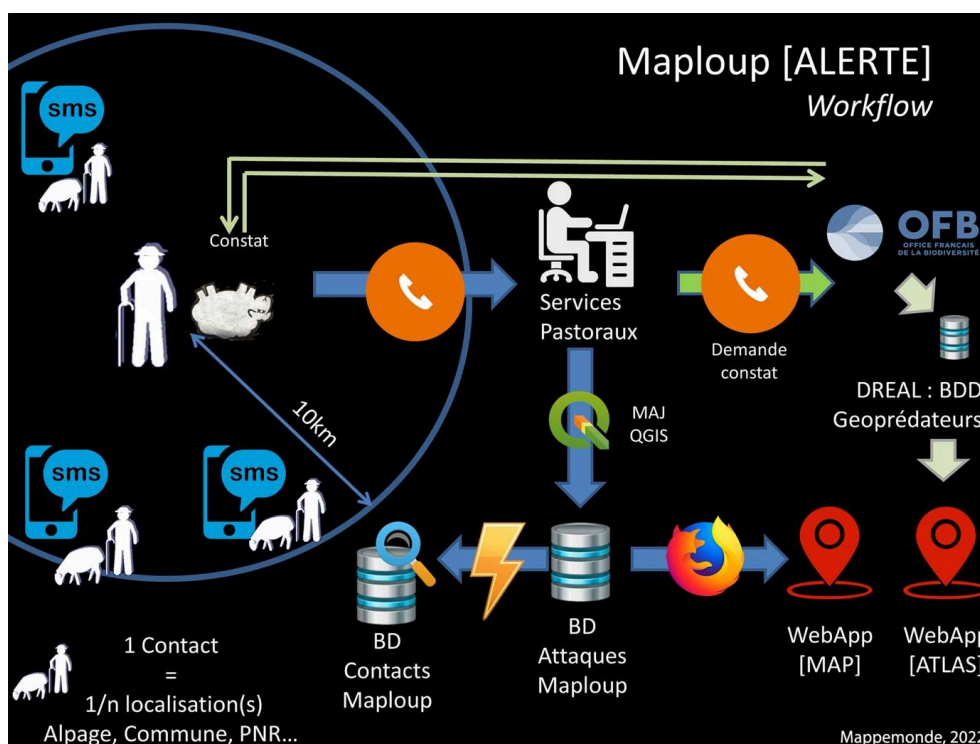 Maploup [ALERTE]
Workflow
sms
Constat
OFB
OFFICE FRANÇAIS
DE LA BIODIVERSITÉ
Services
Pastoraux
Demande
constat
DREAL : BDD
Geoprédateurs
10km
MAJ
QGIS
sms
sms
BD
Contacts
Maploup
BD
Attaques
Maploup
WebApp
[MAP]
WebApp
[ATLAS]
1 Contact
=
1/n localisation(s)
Alpage, Commune, PNR...
Mappemonde, 202